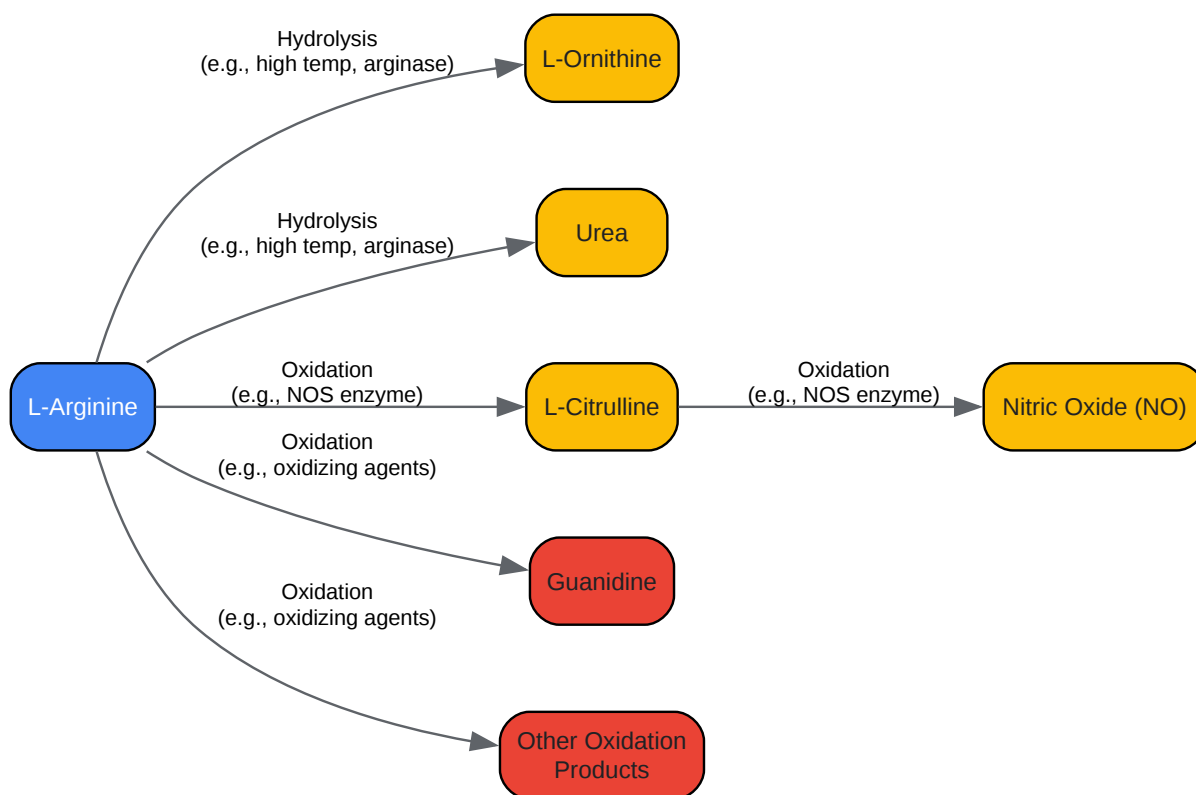 Hydrolysis
(e.g., high temp, arginase)
L-Ornithine
Hydrolysis
(e.g., high temp, arginase)
Urea
L-Arginine
Oxidation
(e.g., NOS enzyme)
L-Citrulline
Oxidation
(e.g., NOS enzyme)
Nitric Oxide (NO)
Oxidation
(e.g., oxidizing agents)
Guanidine
Oxidation
(e.g., oxidizing agents)
Other Oxidation
Products